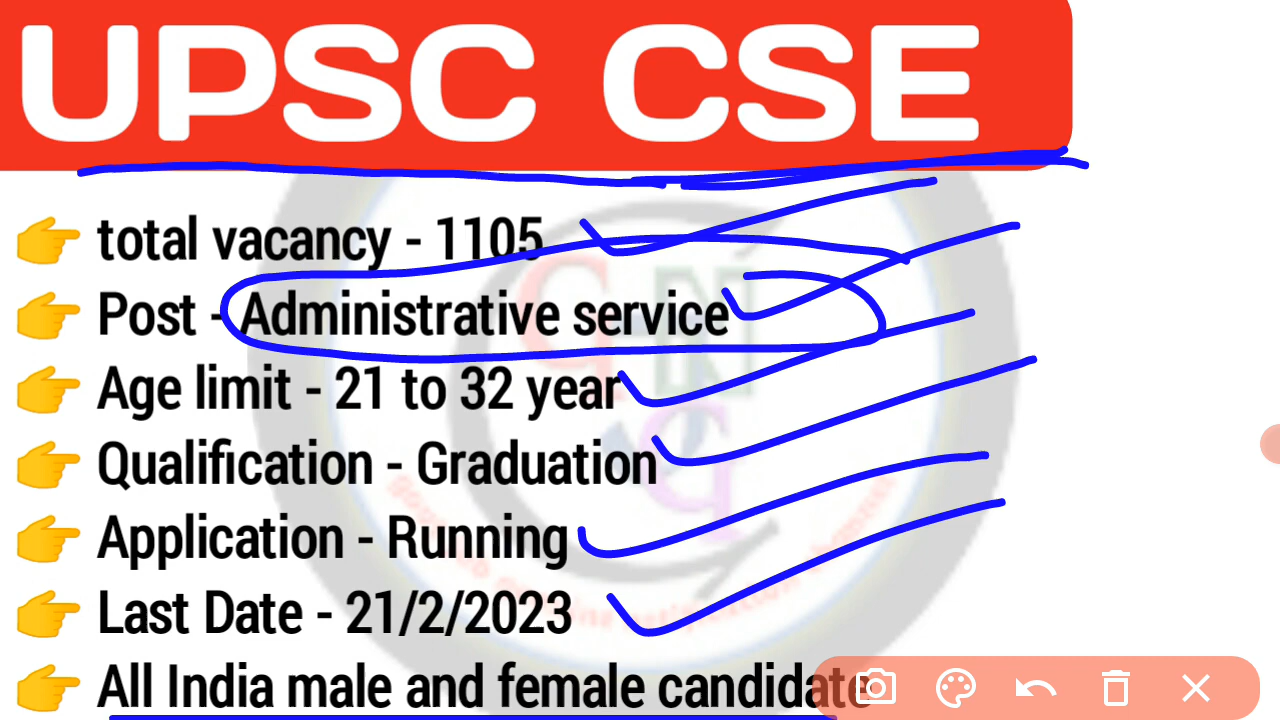 UPSC CSE
total vacancy - 1105
Post - Administrative service
Age limit - 21 to 32 year
Qualification - Graduation
Application - Running
Last Date - 21/2/2023
All India male and female candidate